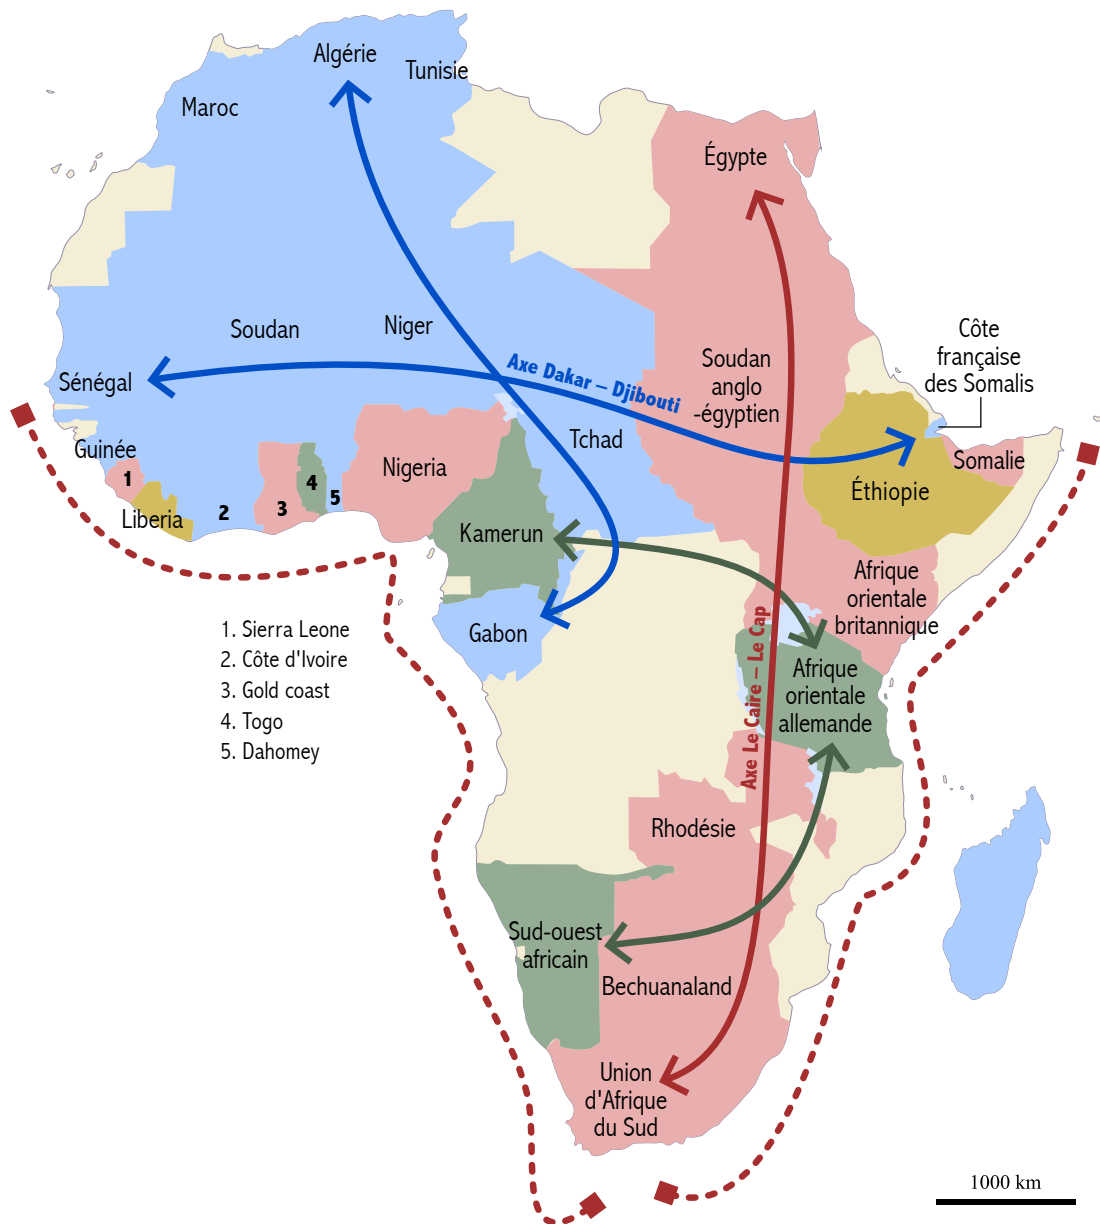 Algérie
Tunisie
Maroc
Égypte
Soudan
Niger
Côte
française
des Somalis
Sénégal
Axe Dakar – Djibouti
Soudan
anglo
-égyptien
Tchad
Guinée
Nigeria
Somalie
1
4
5
Éthiopie
Liberia
2
3
Kamerun
Afrique
orientale
britannique
Gabon
Axe Le Caire – Le Cap
Afrique
orientale
allemande
1. Sierra Leone
2. Côte d'Ivoire
3. Gold coast
4. Togo
5. Dahomey
Rhodésie
Sud-ouest
africain
Bechuanaland
Union
d'Afrique
du Sud
1000 km